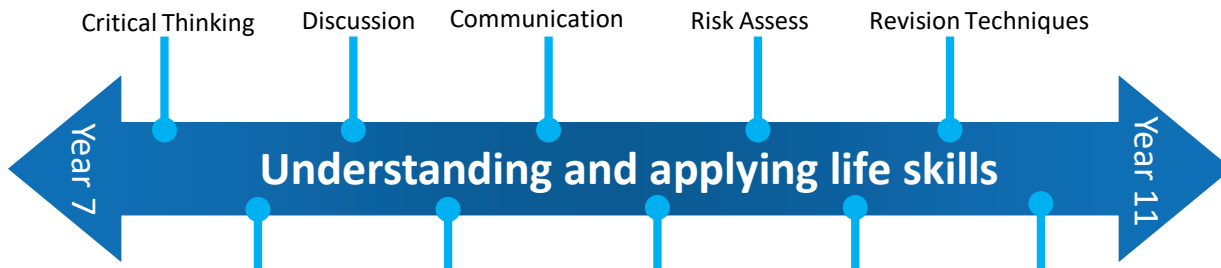 Critical Thinking
Discussion
Communication
Risk Assess
Revision Techniques
Year 7
Understanding and applying life skills
Year 11